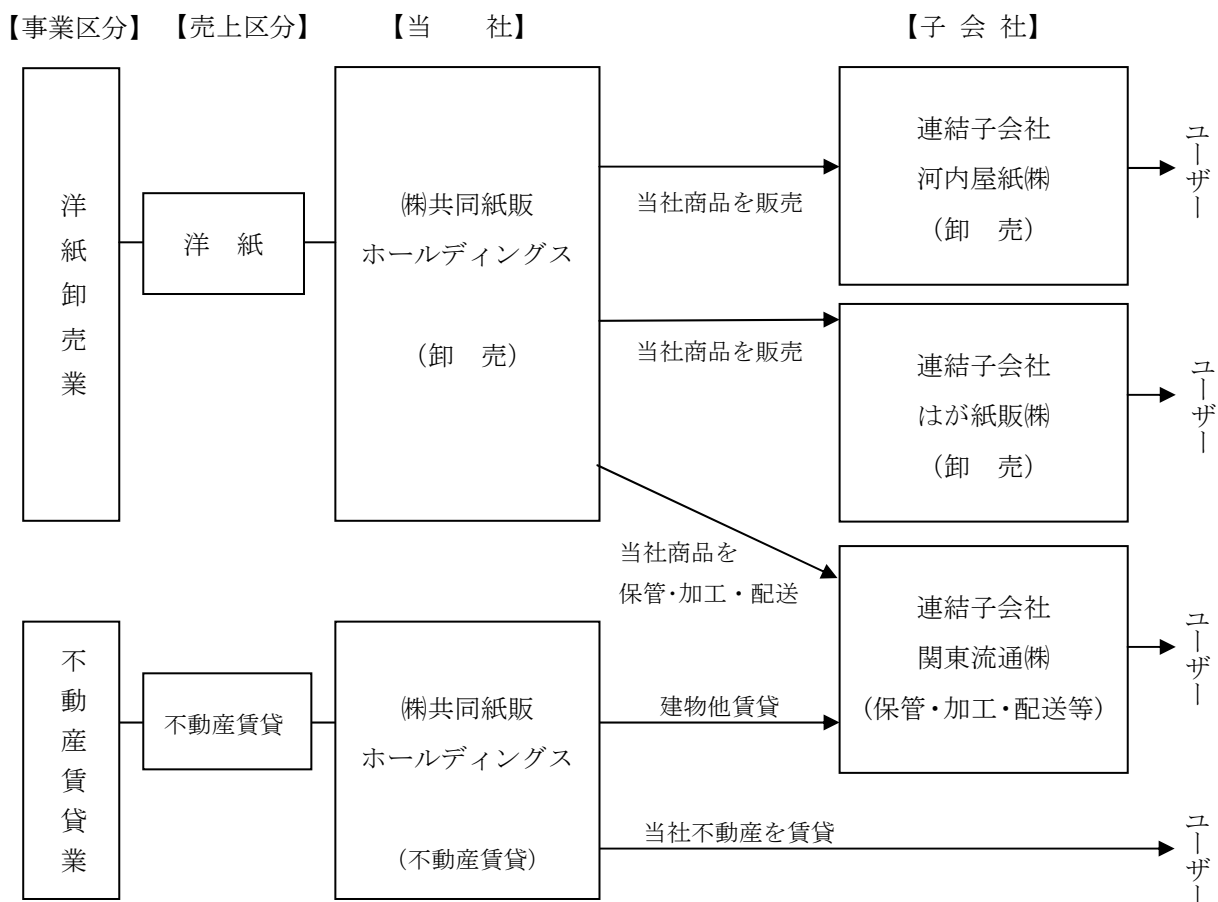 【事業区分】 【売上区分】 【当　　社】 【子 会 社】
洋紙卸売業
洋　紙
㈱共同紙販
ホールディングス
（卸　売）
当社商品を販売
連結子会社
河内屋紙㈱
（卸　売）
ユーザー
当社商品を販売
連結子会社
はが紙販㈱
（卸　売）
ユーザー
当社商品を
保管・加工・配送
連結子会社
関東流通㈱
（保管・加工・配送等）
ユーザー
不動産賃貸業
不動産賃貸
㈱共同紙販
ホールディングス
（不動産賃貸）
建物他賃貸
当社不動産を賃貸
ユーザー